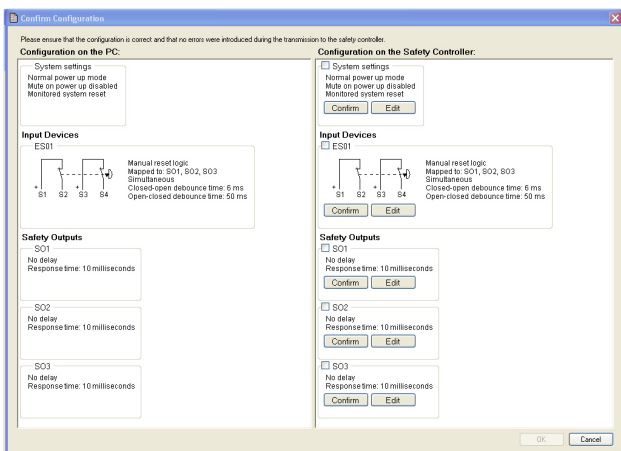 Confirm Configuration
Please ensure that the configuration is correct and that no errors were introduced during the transmission to the safety controller.
Configuration on the PC:
System settings
Normal power up mode
Mute on power up disabled
Monitored system reset
Input Devices
ES01
Manual reset logic
Mapped to: SO1, SO2, SO3
Simultaneous
Closed-open debounce time: 6 ms
Open-closed debounce time: 50 ms
+ + 
S1 S2 S3 S4
Safety Outputs
SO1
No delay
Response time: 10 milliseconds
SO2
No delay
Response time: 10 milliseconds
SO3
No delay
Response time: 10 milliseconds
Configuration on the Safety Controller:
System settings
Normal power up mode
Mute on power up disabled
Monitored system reset
Confirm Edit
Input Devices
ES01
Manual reset logic
Mapped to: SO1, SO2, SO3
Simultaneous
Closed-open debounce time: 6 ms
Open-closed debounce time: 50 ms
+ +
S1 S2 S3 S4
Confirm Edit
Safety Outputs
SO1
No delay
Response time: 10 milliseconds
Confirm Edit
SO2
No delay
Response time: 10 milliseconds
Confirm Edit
SO3
No delay
Response time: 10 milliseconds
Confirm Edit
OK Cancel